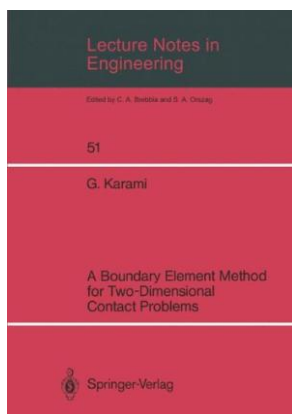 Lecture Notes in
Engineering
Edited by C. A. Brebbia and S. A. Orszag
51
G. Karami
A Boundary Element Method
for Two-Dimensional
Contact Problems
Springer-Verlag